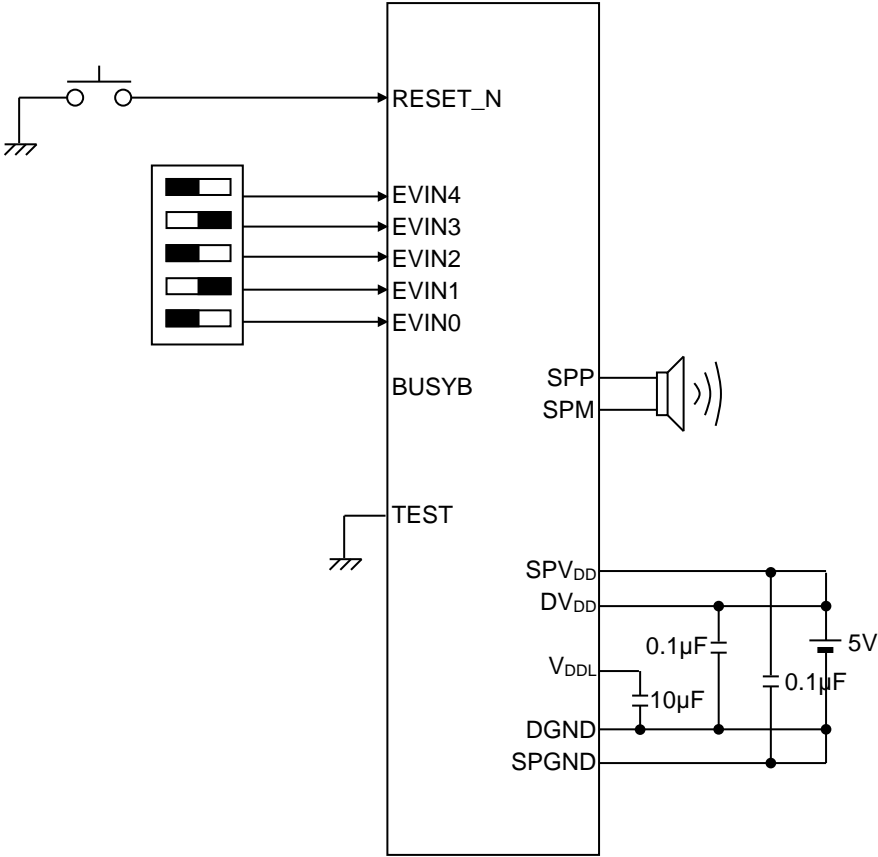 RESET_N
EVIN4
EVIN3
EVIN2
EVIN1
EVIN0
BUSYB
SPP
SPM
TEST
SPVDD
DVDD
5V
0.1µF
VDDL
0.1µF
10µF
DGND
SPGND